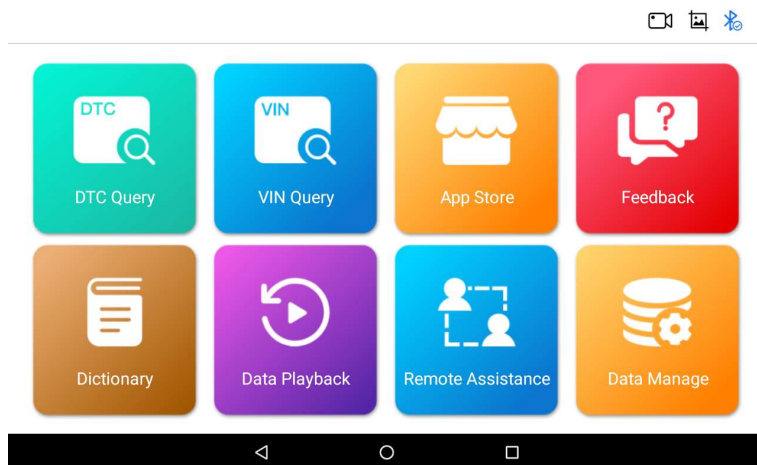 DTC
VIN
?
DTC Query
VIN Query
App Store
Feedback
Dictionary
Data Playback
Remote Assistance
Data Manage